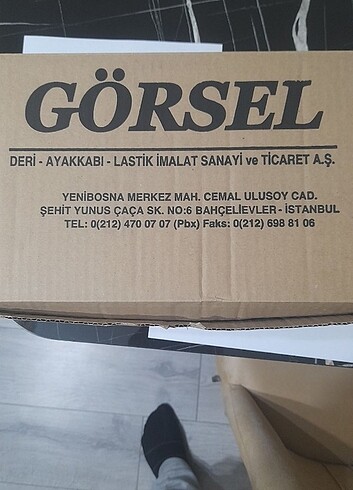 GÖRSEL
DERİ - AYAKKABI - LASTİK İMALAT SANAYİ ve TİCARET A.Ş.
YENİBOSNA MERKEZ MAH. CEMAL ULUSOY CAD.
ŞEHİT YUNUS ÇAÇA SK. NO:6 BAHÇELİEVLER - İSTANBUL
TEL: 0(212) 470 07 07 (Pbx) Faks: 0(212) 698 81 06